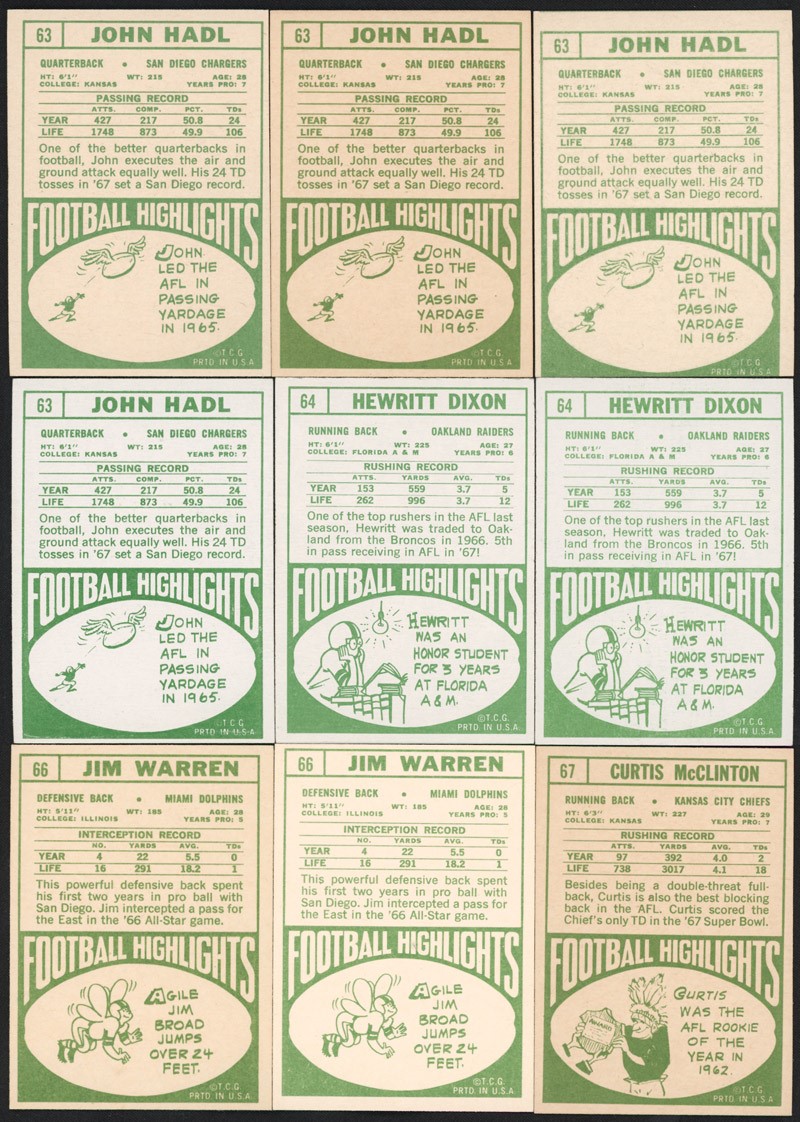 63 JOHN HADL
QUARTERBACK • SAN DIEGO CHARGERS
HT: 6'1" WT: 215 AGE: 28
COLLEGE: KANSAS YEARS PRO: 7
PASSING RECORD
ATTS. COMP. PCT. TDs
YEAR 427 217 50.8 24
LIFE 1748 873 49.9 106
One of the better quarterbacks in
football, John executes the air and
ground attack equally well. His 24 TD
tosses in '67 set a San Diego record.
FOOTBALL HIGHLIGHTS
JOHN
LED THE
AFL IN
PASSING
YARDAGE
IN 1965.
©T.C.G.
PRTD. IN U.S.A.
63 JOHN HADL
QUARTERBACK • SAN DIEGO CHARGERS
HT: 6'1" WT: 215 AGE: 28
COLLEGE: KANSAS YEARS PRO: 7
PASSING RECORD
ATTS. COMP. PCT. TDs
YEAR 427 217 50.8 24
LIFE 1748 873 49.9 106
One of the better quarterbacks in
football, John executes the air and
ground attack equally well. His 24 TD
tosses in '67 set a San Diego record.
FOOTBALL HIGHLIGHTS
JOHN
LED THE
AFL IN
PASSING
YARDAGE
IN 1965.
©T.C.G.
PRTD. IN U.S.A.
63 JOHN HADL
QUARTERBACK • SAN DIEGO CHARGERS
HT: 6'1" WT: 215 AGE: 28
COLLEGE: KANSAS YEARS PRO: 7
PASSING RECORD
ATTS. COMP. PCT. TDs
YEAR 427 217 50.8 24
LIFE 1748 873 49.9 106
One of the better quarterbacks in
football, John executes the air and
ground attack equally well. His 24 TD
tosses in '67 set a San Diego record.
FOOTBALL HIGHLIGHTS
JOHN
LED THE
AFL IN
PASSING
YARDAGE
IN 1965.
©T.C.G.
PRTD. IN U.S.A.
63 JOHN HADL
QUARTERBACK • SAN DIEGO CHARGERS
HT: 6'1" WT: 215 AGE: 28
COLLEGE: KANSAS YEARS PRO: 7
PASSING RECORD
ATTS. COMP. PCT. TDs
YEAR 427 217 50.8 24
LIFE 1748 873 49.9 106
One of the better quarterbacks in
football, John executes the air and
ground attack equally well. His 24 TD
tosses in '67 set a San Diego record.
FOOTBALL HIGHLIGHTS
JOHN
LED THE
AFL IN
PASSING
YARDAGE
IN 1965.
©T.C.G.
PRTD. IN U.S.A.
64 HEWRITT DIXON
RUNNING BACK • OAKLAND RAIDERS
HT: 6'1" WT: 225 AGE: 27
COLLEGE: FLORIDA A & M YEARS PRO: 6
RUSHING RECORD
ATTS. YARDS AVG. TDs
YEAR 153 559 3.7 5
LIFE 262 996 3.7 12
One of the top rushers in the AFL last
season, Hewritt was traded to Oak-
land from the Broncos in 1966. 5th
in pass receiving in AFL in '67!
FOOTBALL HIGHLIGHTS
HEWRITT
WAS AN
HONOR STUDENT
FOR 3 YEARS
AT FLORIDA
A & M.
©T.C.G.
PRTD. IN U.S.A.
64 HEWRITT DIXON
RUNNING BACK • OAKLAND RAIDERS
HT: 6'1" WT: 225 AGE: 27
COLLEGE: FLORIDA A & M YEARS PRO: 6
RUSHING RECORD
ATTS. YARDS AVG. TDs
YEAR 153 559 3.7 5
LIFE 262 996 3.7 12
One of the top rushers in the AFL last
season, Hewritt was traded to Oak-
land from the Broncos in 1966. 5th
in pass receiving in AFL in '67!
FOOTBALL HIGHLIGHTS
HEWRITT
WAS AN
HONOR STUDENT
FOR 3 YEARS
AT FLORIDA
A & M.
©T.C.G.
PRTD. IN U.S.A.
66 JIM WARREN
DEFENSIVE BACK • MIAMI DOLPHINS
HT: 5'11" WT: 185 AGE: 28
COLLEGE: ILLINOIS YEARS PRO: 5
INTERCEPTION RECORD
NO. YARDS AVG. TDs
YEAR 4 22 5.5 0
LIFE 16 291 18.2 1
This powerful defensive back spent
his first two years in pro ball with
San Diego. Jim intercepted a pass for
the East in the '66 All-Star game.
FOOTBALL HIGHLIGHTS
AGILE
JIM
BROAD
JUMPS
OVER 24
FEET.
©T.C.G.
PRTD. IN U.S.A.
66 JIM WARREN
DEFENSIVE BACK • MIAMI DOLPHINS
HT: 5'11" WT: 185 AGE: 28
COLLEGE: ILLINOIS YEARS PRO: 5
INTERCEPTION RECORD
NO. YARDS AVG. TDs
YEAR 4 22 5.5 0
LIFE 16 291 18.2 1
This powerful defensive back spent
his first two years in pro ball with
San Diego. Jim intercepted a pass for
the East in the '66 All-Star game.
FOOTBALL HIGHLIGHTS
AGILE
JIM
BROAD
JUMPS
OVER 24
FEET.
©T.C.G.
PRTD. IN U.S.A.
67 CURTIS McCLINTON
RUNNING BACK • KANSAS CITY CHIEFS
HT: 6'3" WT: 227 AGE: 29
COLLEGE: KANSAS YEARS PRO: 7
RUSHING RECORD
ATTS. YARDS AVG. TDs
YEAR 97 392 4.0 2
LIFE 738 3017 4.1 18
Besides being a double-threat full-
back, Curtis is also the best blocking
back in the AFL. Curtis scored the
Chief's only TD in the '67 Super Bowl.
FOOTBALL HIGHLIGHTS
AWARD
CURTIS
WAS THE
AFL ROOKIE
OF THE
YEAR IN
1962.
©T.C.G.
PRTD. IN U.S.A.